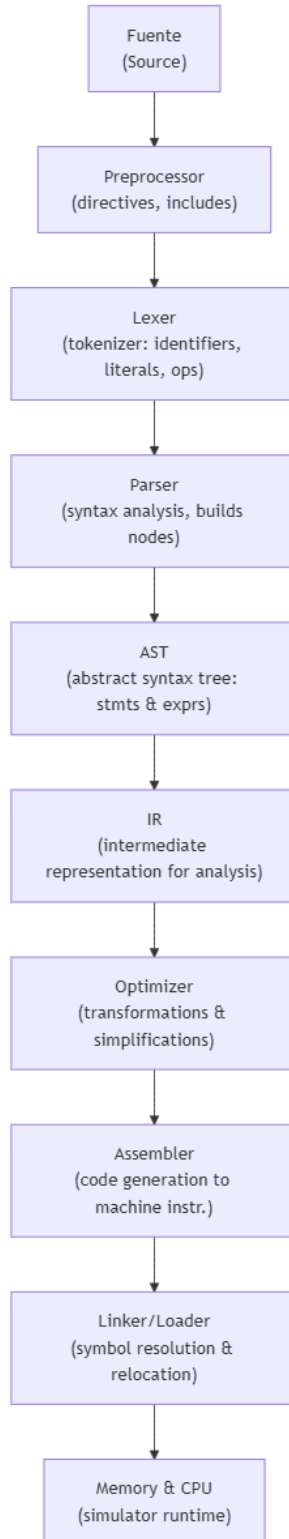 Fuente
(Source)
Preprocessor
(directives, includes)
Lexer
(tokenizer: identifiers,
literals, ops)
Parser
(syntax analysis, builds
nodes)
AST
(abstract syntax tree:
stmts & exprs)
IR
(intermediate
representation for analysis)
Optimizer
(transformations &
simplifications)
Assembler
(code generation to
machine instr.)
Linker/Loader
(symbol resolution &
relocation)
Memory & CPU
(simulator runtime)